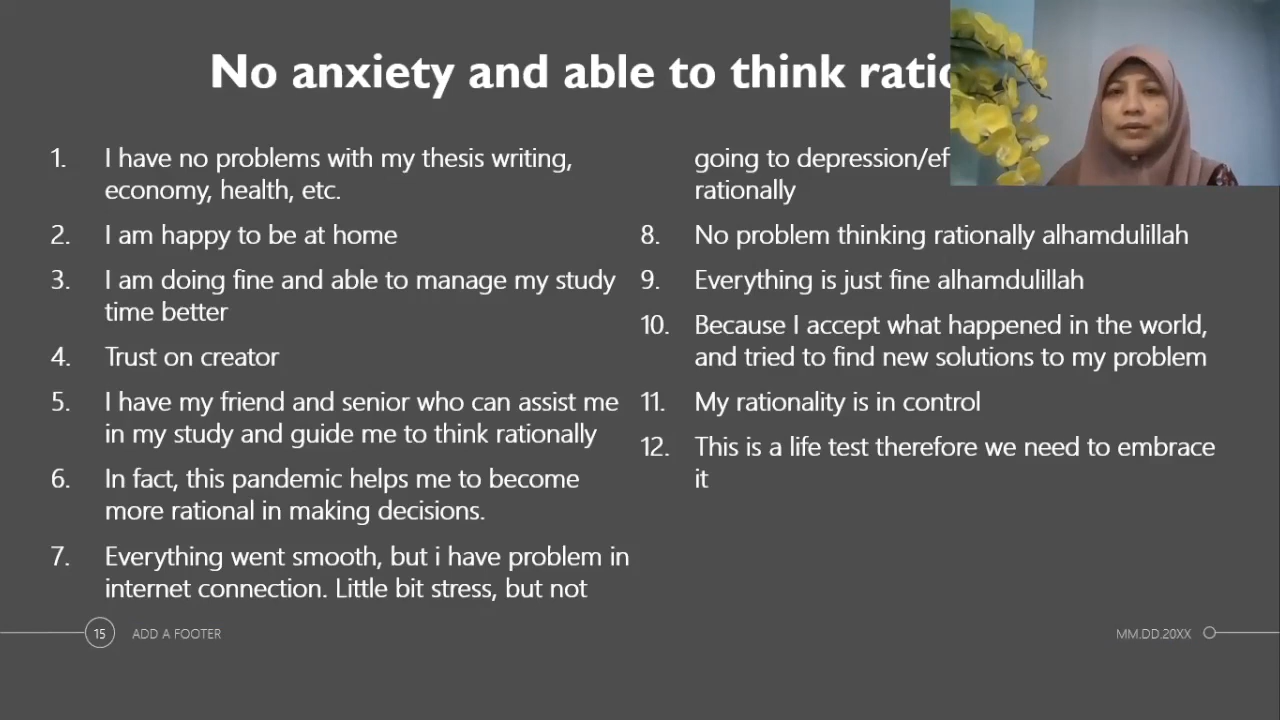 No anxiety and able to think
1. I have no problems with my thesis writing,
economy, health, etc.
2. I am happy to be at home
3. I am doing fine and able to manage my study
time better
4. Trust on creator
5. I have my friend and senior who can assist me
in my study and guide me to think rationally
6. In fact, this pandemic helps me to become
more rational in making decisions.
7. Everything went smooth, but i have problem in
internet connection. Little bit stress, but not
going to
rationally
8. No problem thinking rationally alhamdulillah
9. Everything is just fine alhamdulillah
10. Because I accept what happened in the world,
and tried to find new solutions to my problem
11. My rationality is in control
12. This is a life test therefore we need to embrace
it
15 ADD A FOOTER
MM.DD.20XX